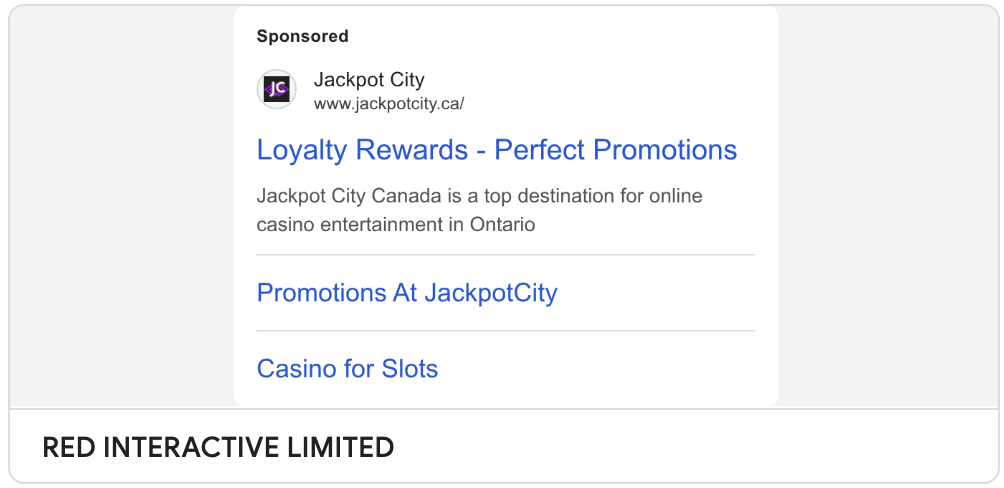 Sponsored
JC
Jackpot City
www.jackpotcity.ca/
Loyalty Rewards - Perfect Promotions
Jackpot City Canada is a top destination for online
casino entertainment in Ontario
Promotions At JackpotCity
Casino for Slots
RED INTERACTIVE LIMITED